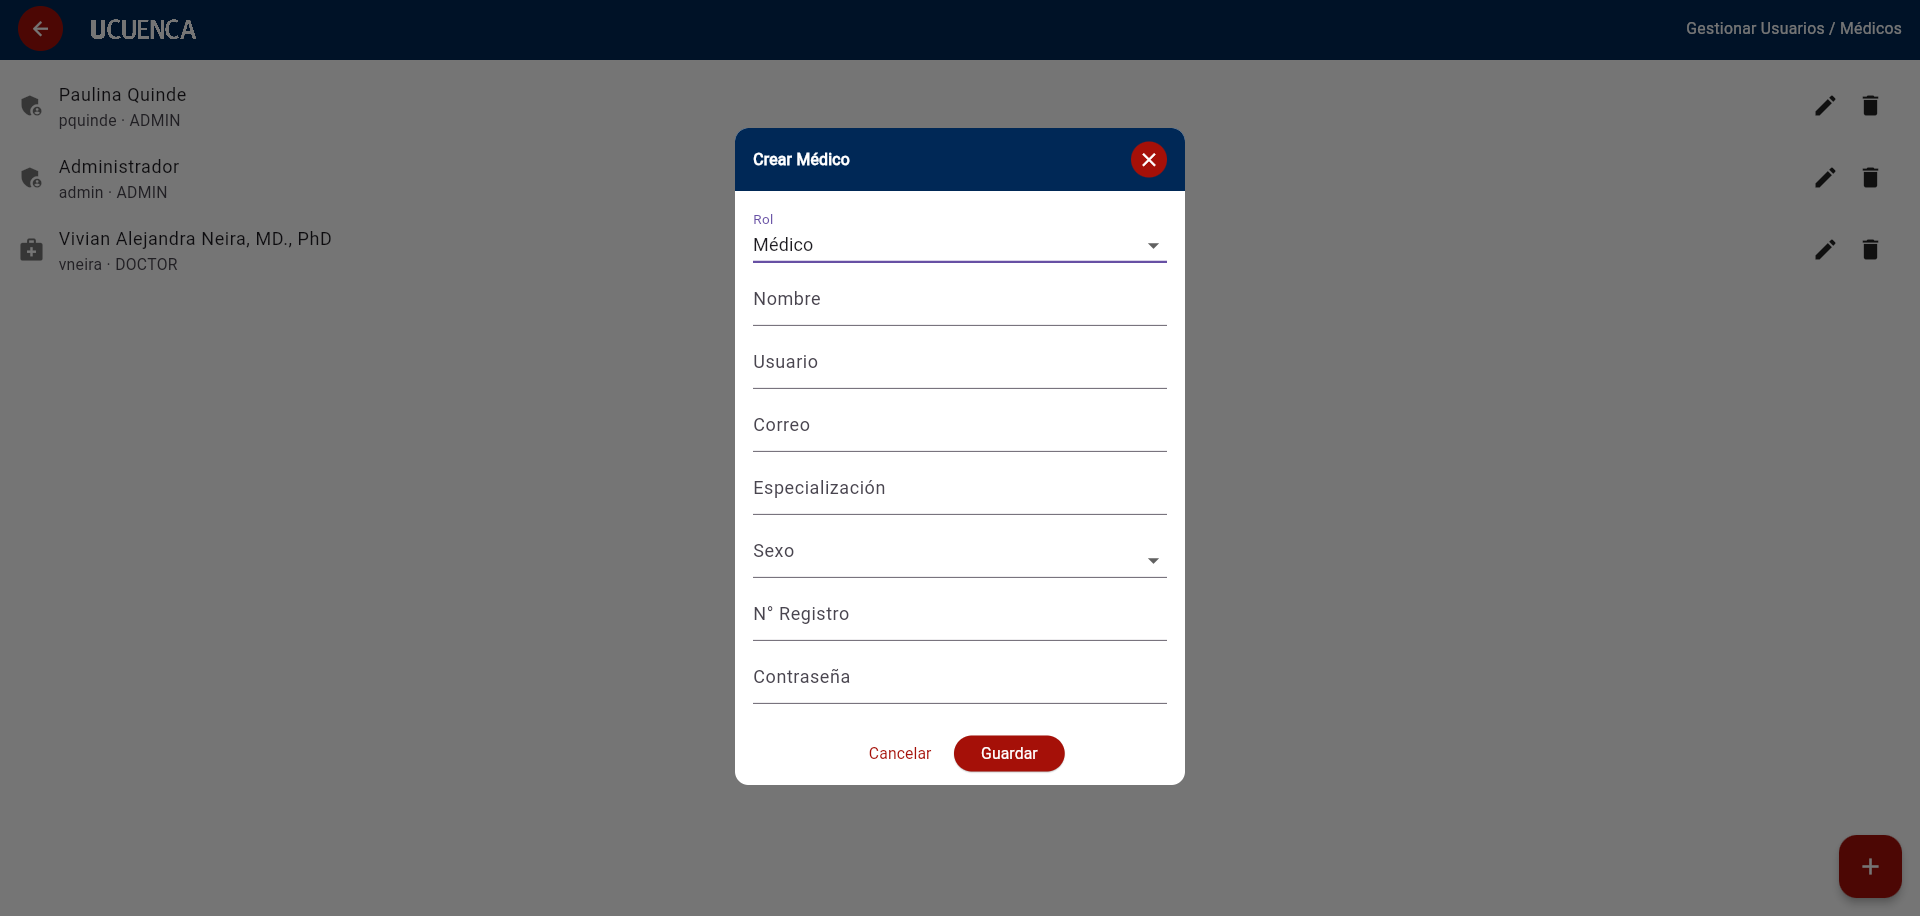 UCUENCA
Gestionar Usuarios / Médicos
Paulina Quinde
pquinde · ADMIN
Administrador
admin · ADMIN
Vivian Alejandra Neira, MD., PhD
vneira · DOCTOR
Crear Médico
Rol
Médico
Nombre
Usuario
Correo
Especialización
Sexo
N° Registro
Contraseña
Cancelar
Guardar